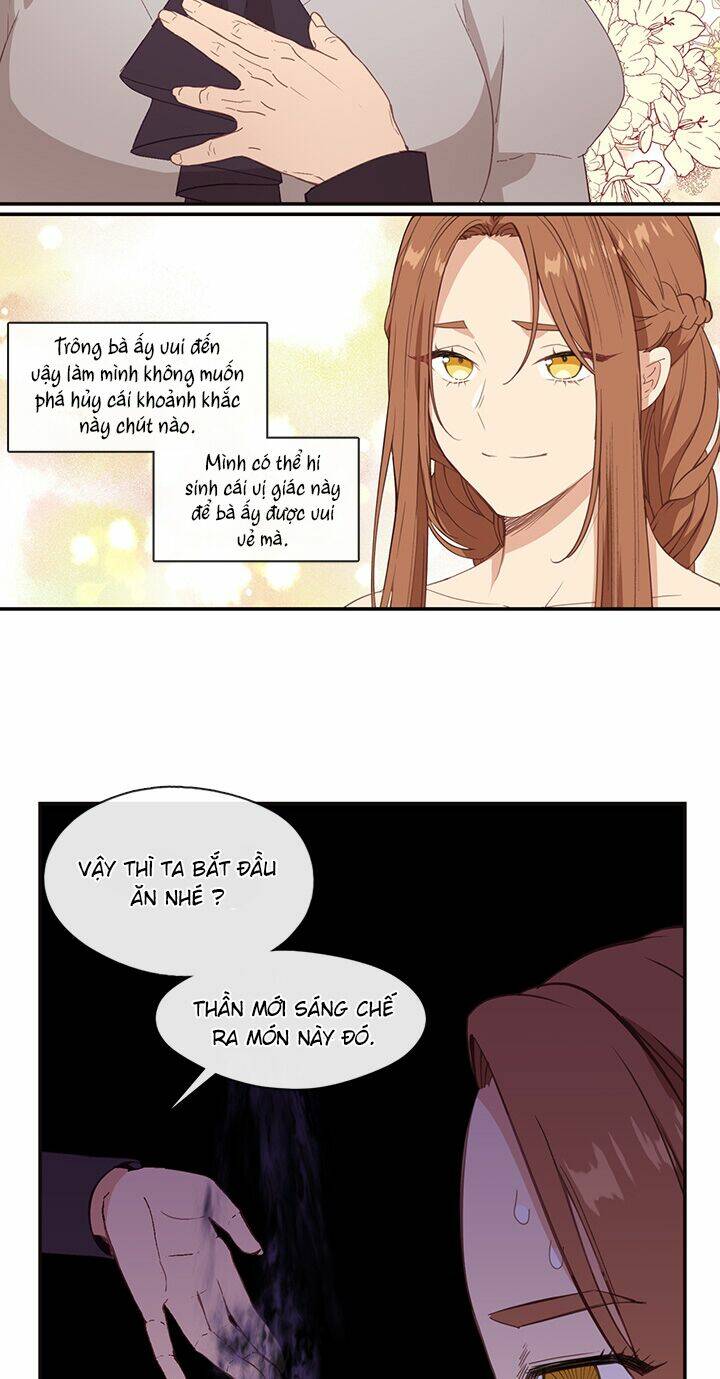 Trông bà ấy vui đến
vậy làm mình không muốn
phá hủy cái khoảnh khắc
này chút nào.
Mình có thể hi
sinh cái vị giác này
để bà ấy được vui
vẻ mà.
VẬY THÌ TA BẮT ĐẦU
ĂN NHÉ ?
THẦN MỚI SÁNG CHẾ
RA MÓN NÀY ĐÓ.